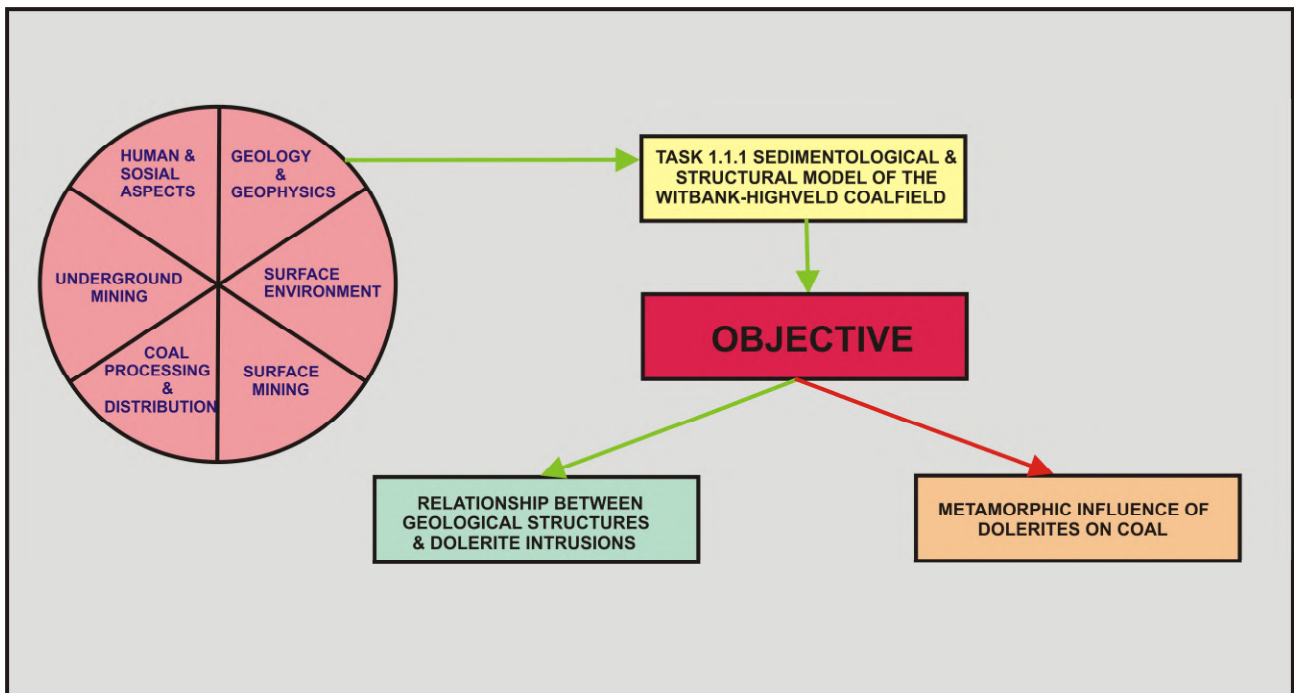 HUMAN &
SOSIAL
ASPECTS
GEOLOGY
&
GEOPHYSICS
UNDERGROUND
MINING
SURFACE
ENVIRONMENT
COAL
PROCESSING
&
DISTRIBUTION
SURFACE
MINING
TASK 1.1.1 SEDIMENTOLOGICAL &
STRUCTURAL MODEL OF THE
WITBANK-HIGHVELD COALFIELD
OBJECTIVE
RELATIONSHIP BETWEEN
GEOLOGICAL STRUCTURES
& DOLERITE INTRUSIONS
METAMORPHIC INFLUENCE OF
DOLERITES ON COAL